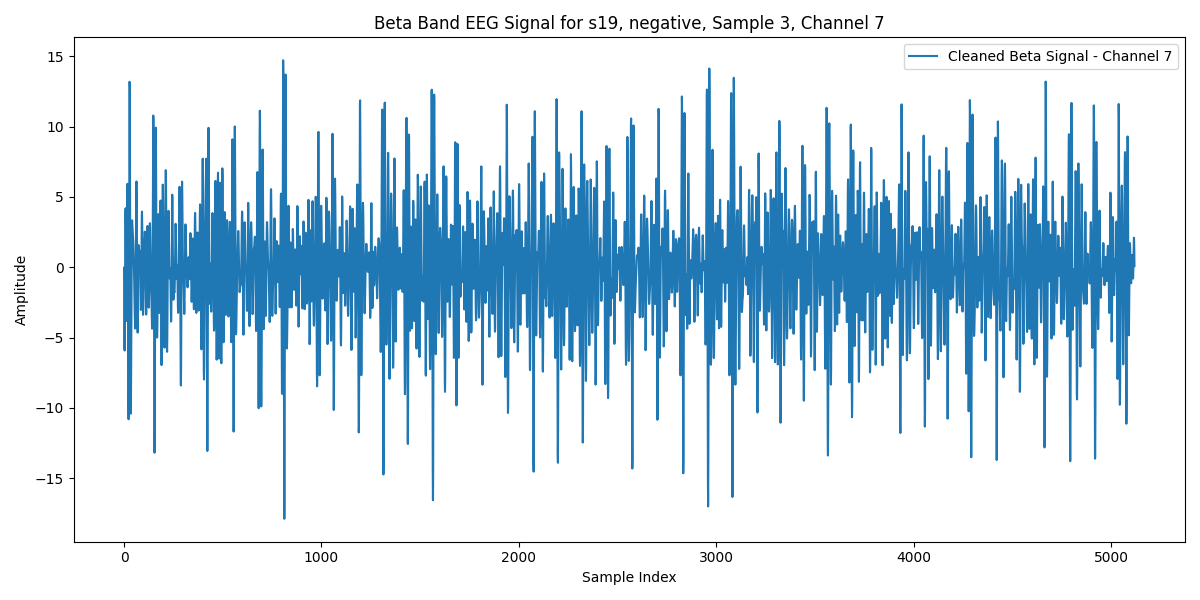 Beta Band EEG Signal for s19, negative, Sample 3, Channel 7
Cleaned Beta Signal - Channel 7
Amplitude
15
10
5
0
−5
−10
−15
0 1000 2000 3000 4000 5000
Sample Index